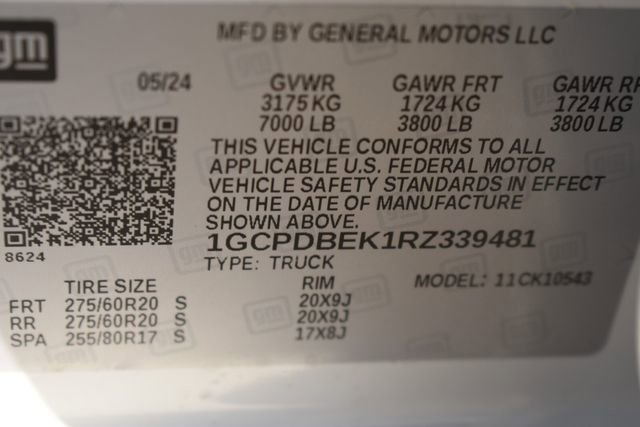 gm
MFD BY GENERAL MOTORS LLC
05/24 GVWR GAWR FRT GAWR RR
3175 KG 1724 KG 1724 KG
7000 LB 3800 LB 3800 LB
THIS VEHICLE CONFORMS TO ALL
APPLICABLE U.S. FEDERAL MOTOR
VEHICLE SAFETY STANDARDS IN EFFECT
ON THE DATE OF MANUFACTURE
SHOWN ABOVE.
1GCPDBEK1RZ339481
8624
TYPE: TRUCK
TIRE SIZE RIM MODEL: 11CK10543
FRT 275/60R20 S 20X9J
RR 275/60R20 S 20X9J
SPA 255/80R17 S 17X8J